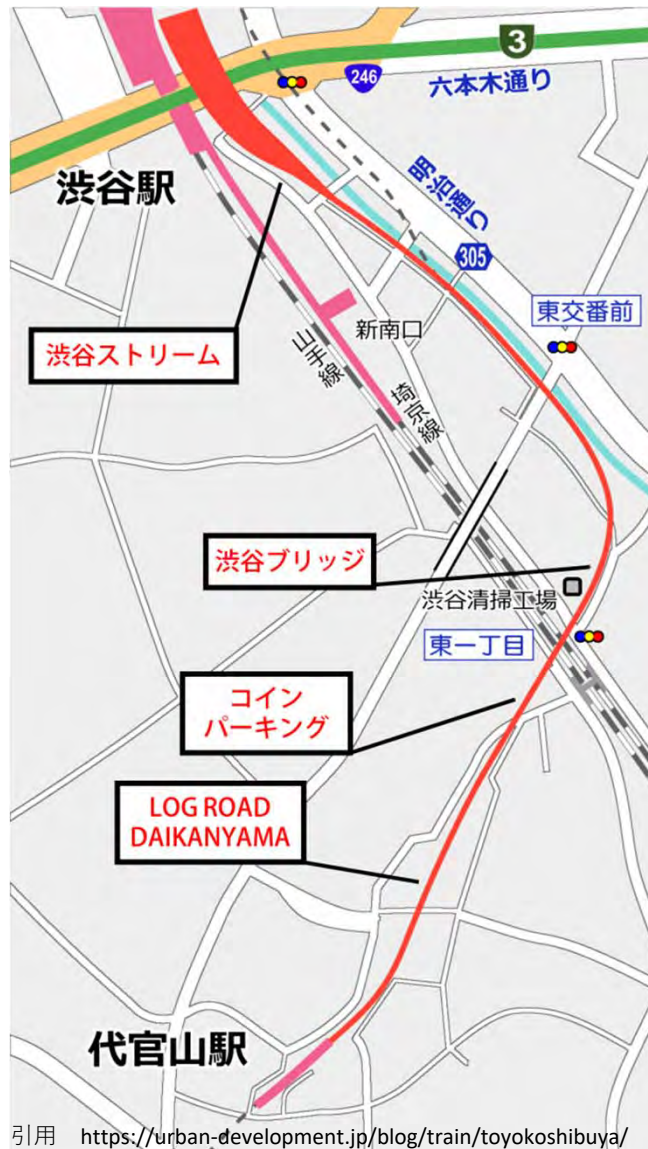 3
246
六本木通り
渋谷駅
明治通り
305
東交番前
渋谷ストリーム
新南口
山手線
埼京線
渋谷ブリッジ
渋谷清掃工場
東一丁目
コイン
パーキング
LOG ROAD
DAIKANYAMA
代官山駅
引用 https://urban-development.jp/blog/train/toyokoshibuya/